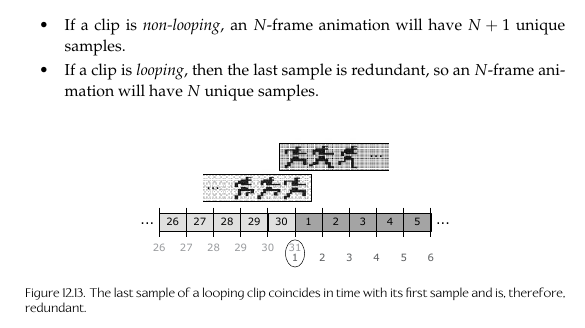 • If a clip is non-looping, an N-frame animation will have N + 1 unique
samples.
• If a clip is looping, then the last sample is redundant, so an N-frame ani-
mation will have N unique samples.
...
...
... 26 27 28 29 30 1 2 3 4 5 ...
26 27 28 29 30 31
1 2 3 4 5 6
Figure 12.13. The last sample of a looping clip coincides in time with its first sample and is, therefore,
redundant.